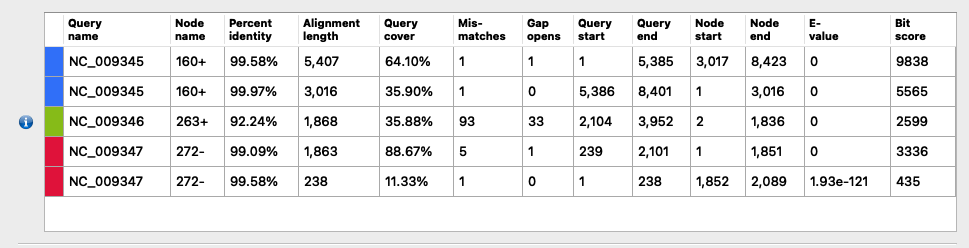 Query name Node name Percent identity Alignment length Query cover Mis-matches Gap opens Query start Query end Node start Node end E-value Bit score
NC_009345 160+ 99.58% 5,407 64.10% 1 1 1 5,385 3,017 8,423 0 9838
NC_009345 160+ 99.97% 3,016 35.90% 1 0 5,386 8,401 1 3,016 0 5565
NC_009346 263+ 92.24% 1,868 35.88% 93 33 2,104 3,952 2 1,836 0 2599
NC_009347 272- 99.09% 1,863 88.67% 5 1 239 2,101 1 1,851 0 3336
NC_009347 272- 99.58% 238 11.33% 1 0 1 238 1,852 2,089 1.93e-121 435